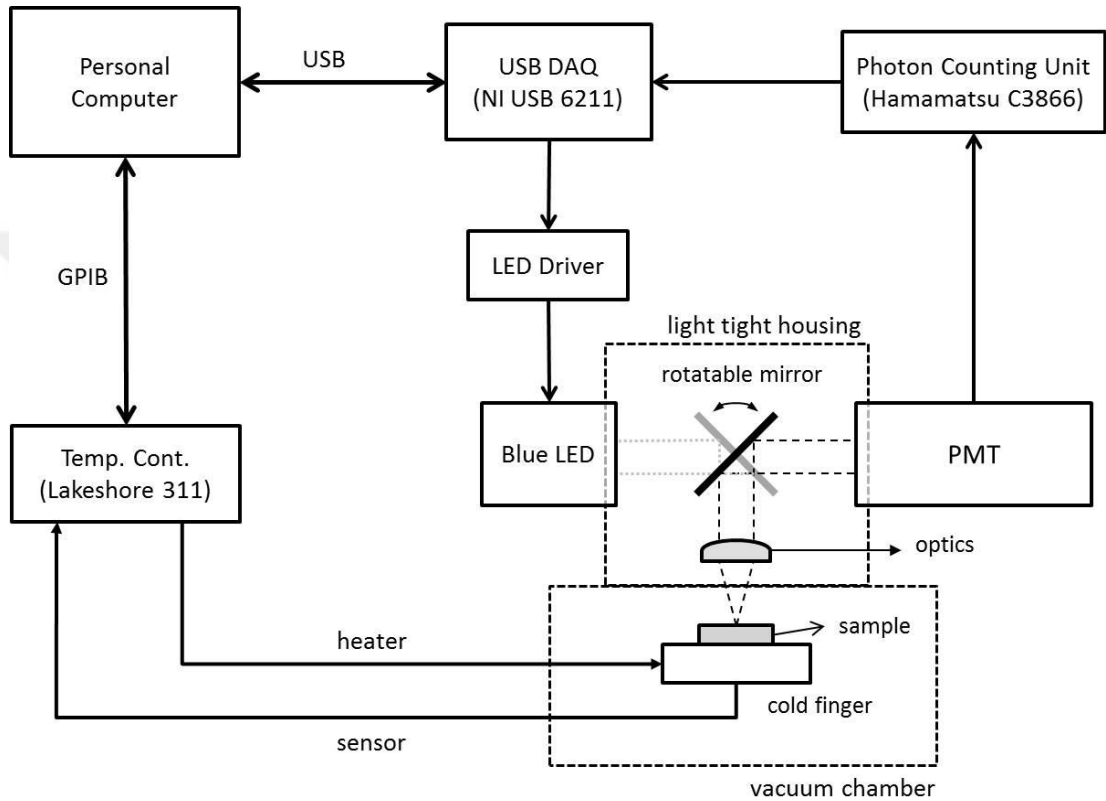 Personal
Computer
USB
USB DAQ
(NI USB 6211)
Photon Counting Unit
(Hamamatsu C3866)
GPIB
LED Driver
light tight housing
rotatable mirror
Temp. Cont.
(Lakeshore 311)
Blue LED
PMT
optics
sample
heater
cold finger
sensor
vacuum chamber